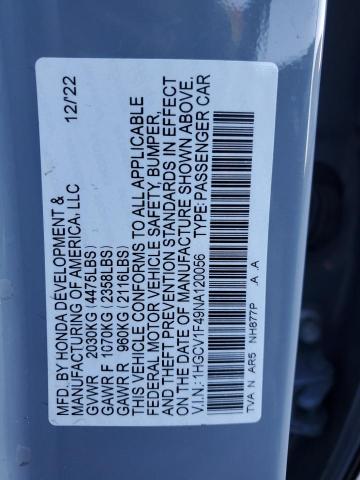 MFD. BY HONDA DEVELOPMENT &
MANUFACTURING OF AMERICA, LLC 12/'22
GVWR 2030KG (4475LBS)
GAWR F 1070KG (2358LBS)
GAWR R 960KG (2116LBS)
THIS VEHICLE CONFORMS TO ALL APPLICABLE
FEDERAL MOTOR VEHICLE SAFETY, BUMPER,
AND THEFT PREVENTION STANDARDS IN EFFECT
ON THE DATE OF MANUFACTURE SHOWN ABOVE.
V.I.N.: 1HGCV1F49NA120056 TYPE: PASSENGER CAR
TVA N AR5 NH877P .A .A